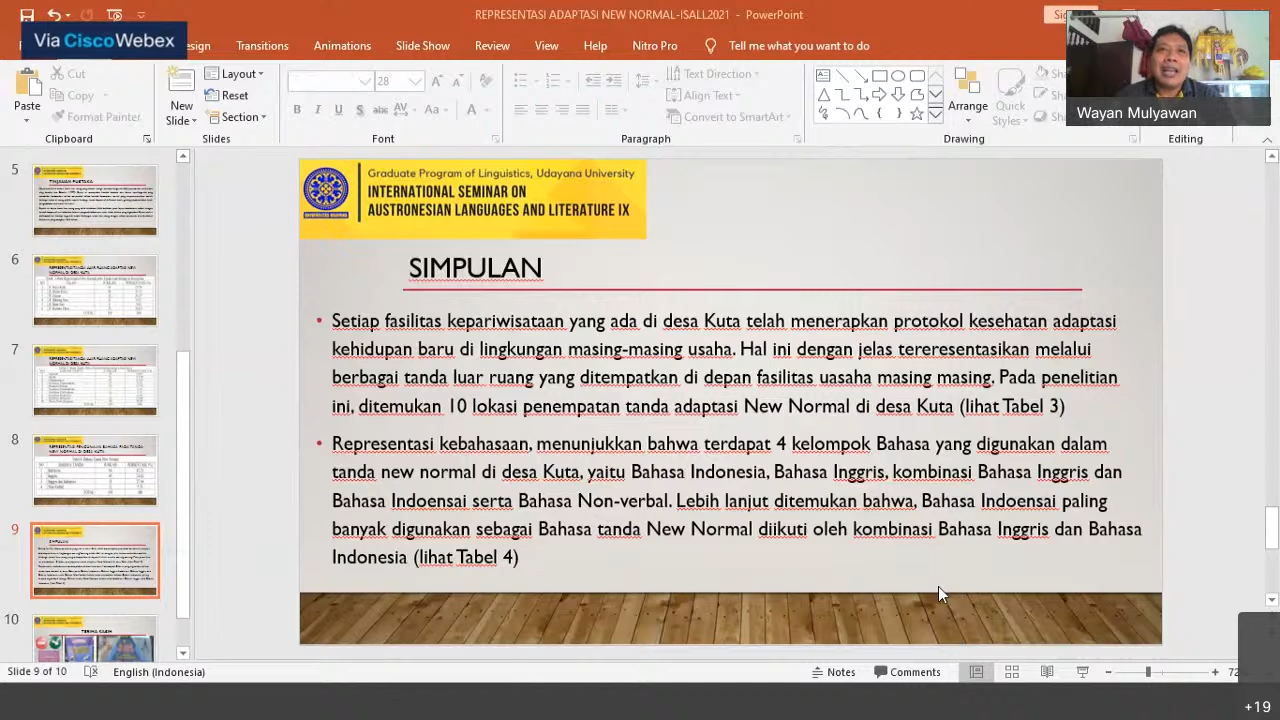 REPRESENTASI ADAPTASI NEW NORMAL-ISALL2021 - PowerPoint
Via Cisco Webex
Transitions Animations Slide Show Review View Help Nitro Pro Tell me what you want to do
Wayan Mulyawan
Paste
Cut
Copy
Format Painter
Clipboard
New Slide
Layout
Reset
Section
Slides
28
Font
Text Direction
Align Text
Convert to SmartArt
Paragraph
Arrange
Quick Styles
Drawing
Editing
5
TINJAUAN PUSTAKA
6
7
8
9
SIMPULAN
10
TERIMA KASIH
Graduate Program of Linguistics, Udayana University
INTERNATIONAL SEMINAR ON
AUSTRONESIAN LANGUAGES AND LITERATURE IX
SIMPULAN
• Setiap fasilitas kepariwisataan yang ada di desa Kuta telah menerapkan protokol kesehatan adaptasi
kehidupan baru di lingkungan masing-masing usaha. Hal ini dengan jelas terepresentasikan melalui
berbagai tanda luar ruang yang ditempatkan di depan fasilitas uasaha masing masing. Pada penelitian
ini, ditemukan 10 lokasi penempatan tanda adaptasi New Normal di desa Kuta (lihat Tabel 3)
• Representasi kebahasaan menunjukkan bahwa terdapat 4 kelompok Bahasa yang digunakan dalam
tanda new normal di desa Kuta, yaitu Bahasa Indonesia, Bahasa Inggris, kombinasi Bahasa Inggris dan
Bahasa Indoensai serta Bahasa Non-verbal. Lebih lanjut ditemukan bahwa, Bahasa Indoensai paling
banyak digunakan sebgai Bahasa tanda New Normal diikuti oleh kombinasi Bahasa Inggris dan Bahasa
Indonesia (lihat Tabel 4)
Slide 9 of 10 English (Indonesia) Notes Comments
+19